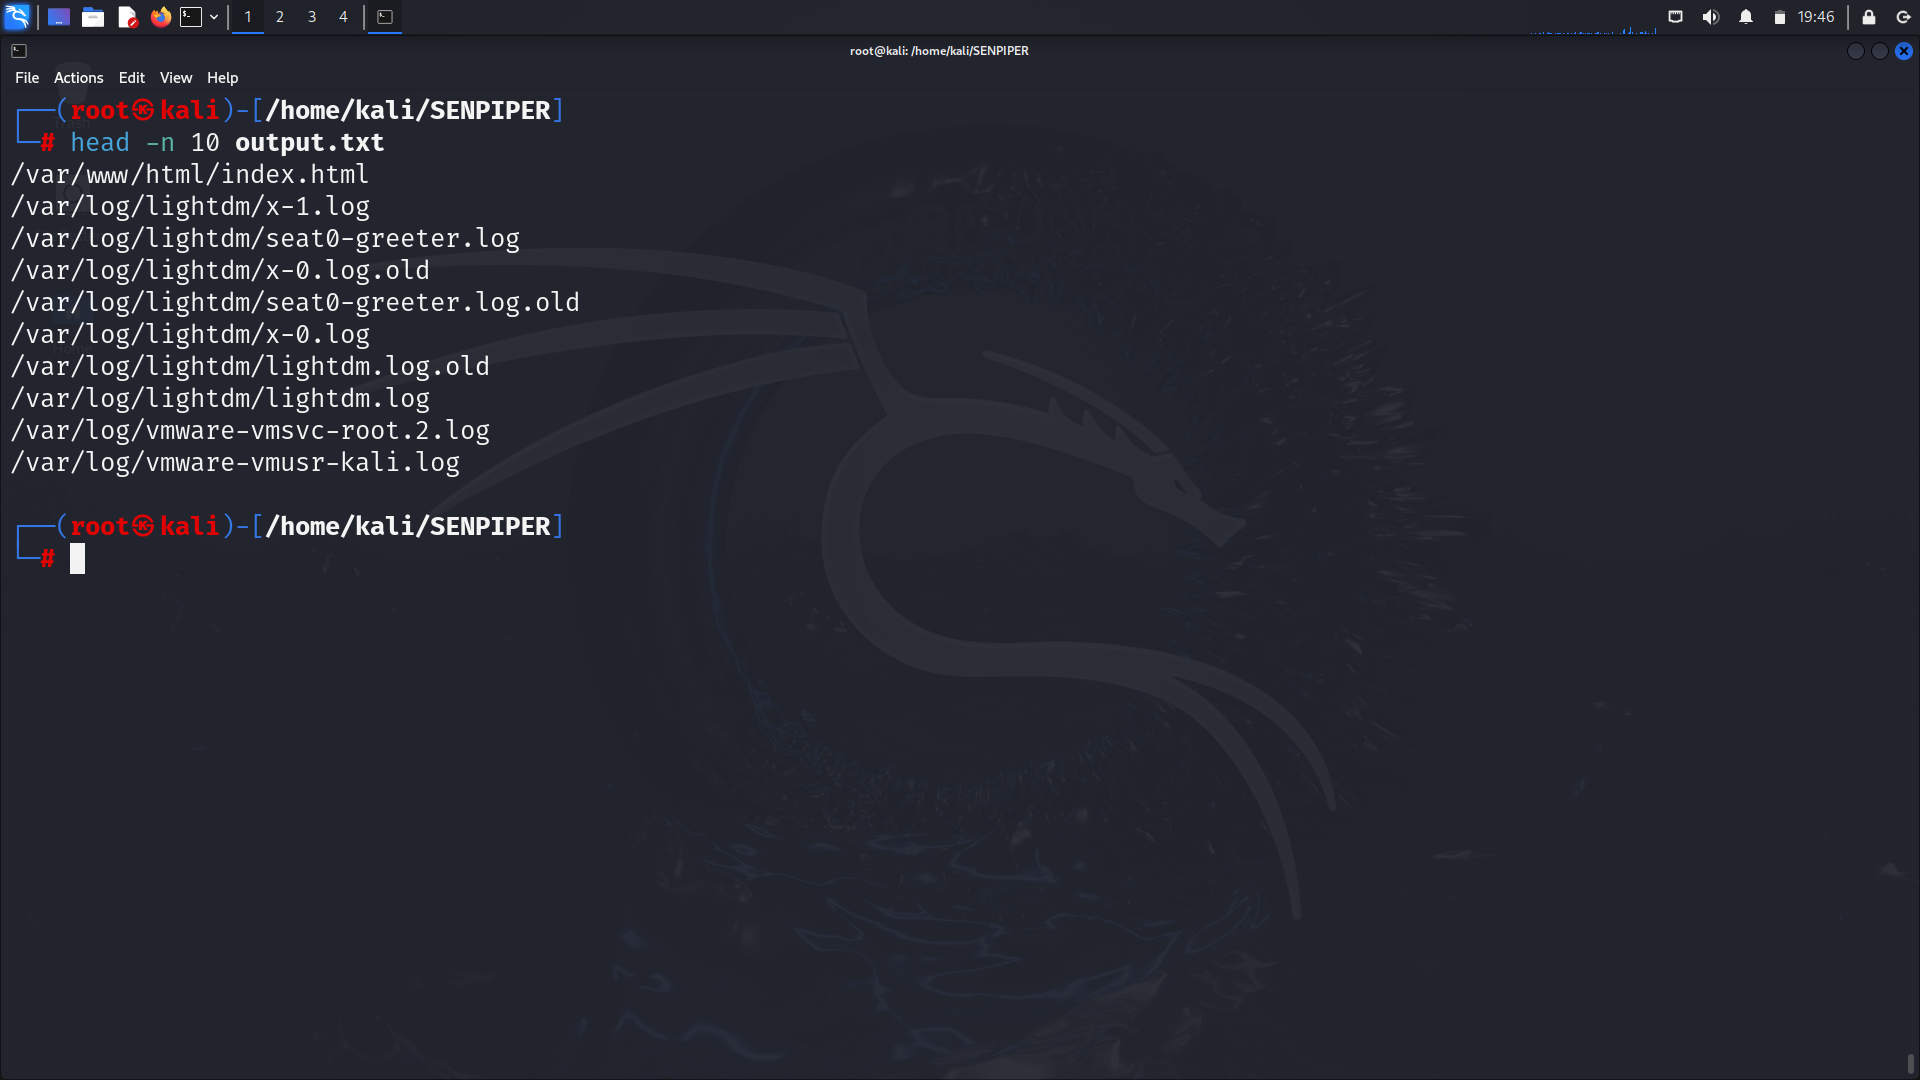 1 2 3 4 19:46
root@kali: /home/kali/SENPIPER
File Actions Edit View Help
┌──(root㉿kali)-[/home/kali/SENPIPER]
└─# head -n 10 output.txt
/var/www/html/index.html
/var/log/lightdm/x-1.log
/var/log/lightdm/seat0-greeter.log
/var/log/lightdm/x-0.log.old
/var/log/lightdm/seat0-greeter.log.old
/var/log/lightdm/x-0.log
/var/log/lightdm/lightdm.log.old
/var/log/lightdm/lightdm.log
/var/log/vmware-vmsvc-root.2.log
/var/log/vmware-vmusr-kali.log
┌──(root㉿kali)-[/home/kali/SENPIPER]
└─#